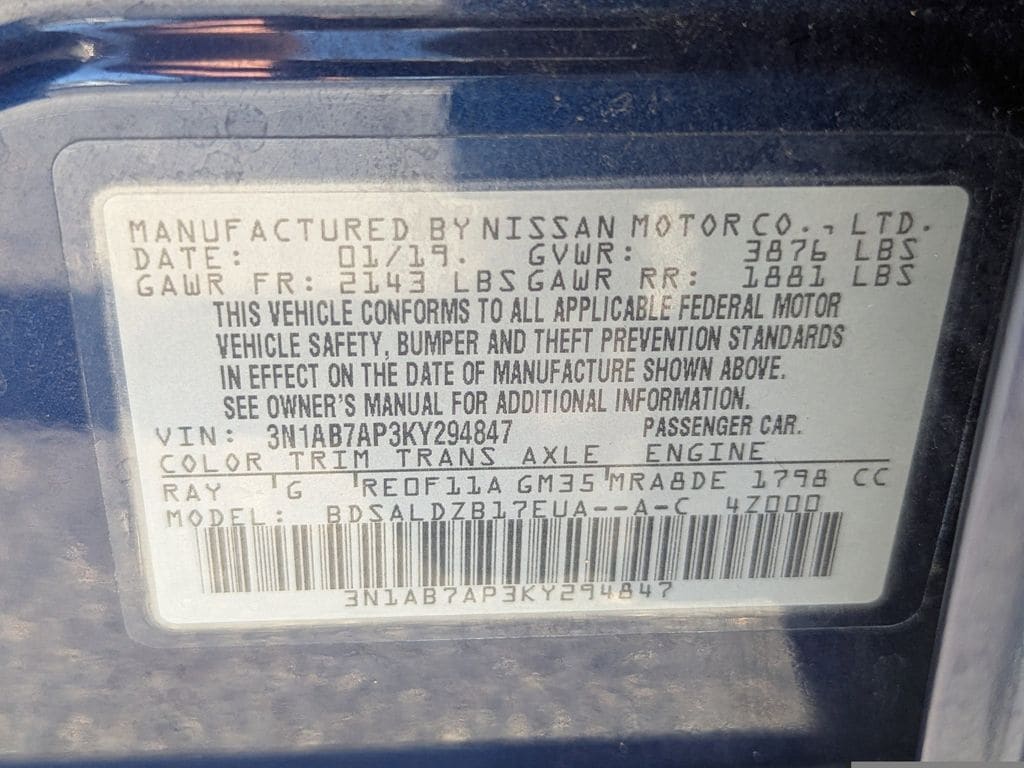 MANUFACTURED BY NISSAN MOTOR CO., LTD.
DATE: 01/19. GVWR: 3876 LBS
GAWR FR: 2143 LBS GAWR RR: 1881 LBS
THIS VEHICLE CONFORMS TO ALL APPLICABLE FEDERAL MOTOR
VEHICLE SAFETY, BUMPER AND THEFT PREVENTION STANDARDS
IN EFFECT ON THE DATE OF MANUFACTURE SHOWN ABOVE.
SEE OWNER'S MANUAL FOR ADDITIONAL INFORMATION.
VIN: 3N1AB7AP3KY294847 PASSENGER CAR.
COLOR TRIM TRANS AXLE ENGINE
RAY G RE0F11A GM35 MRA8DE 1798 CC
MODEL: BDSALDZB17EUA--A-C 4Z000
3N1AB7AP3KY294847